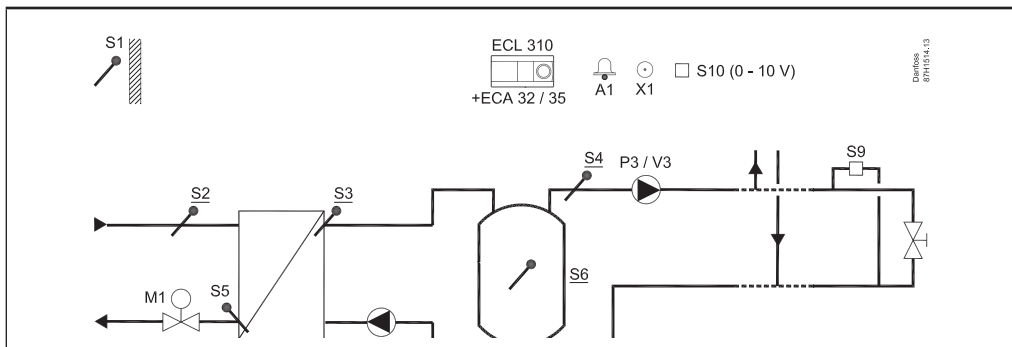 S1
ECL 310
+ECA 32 / 35
A1
X1
S10 (0 - 10 V)
Danfoss
87H1514.13
S2
S3
S4
P3 / V3
S9
S6
M1
S5